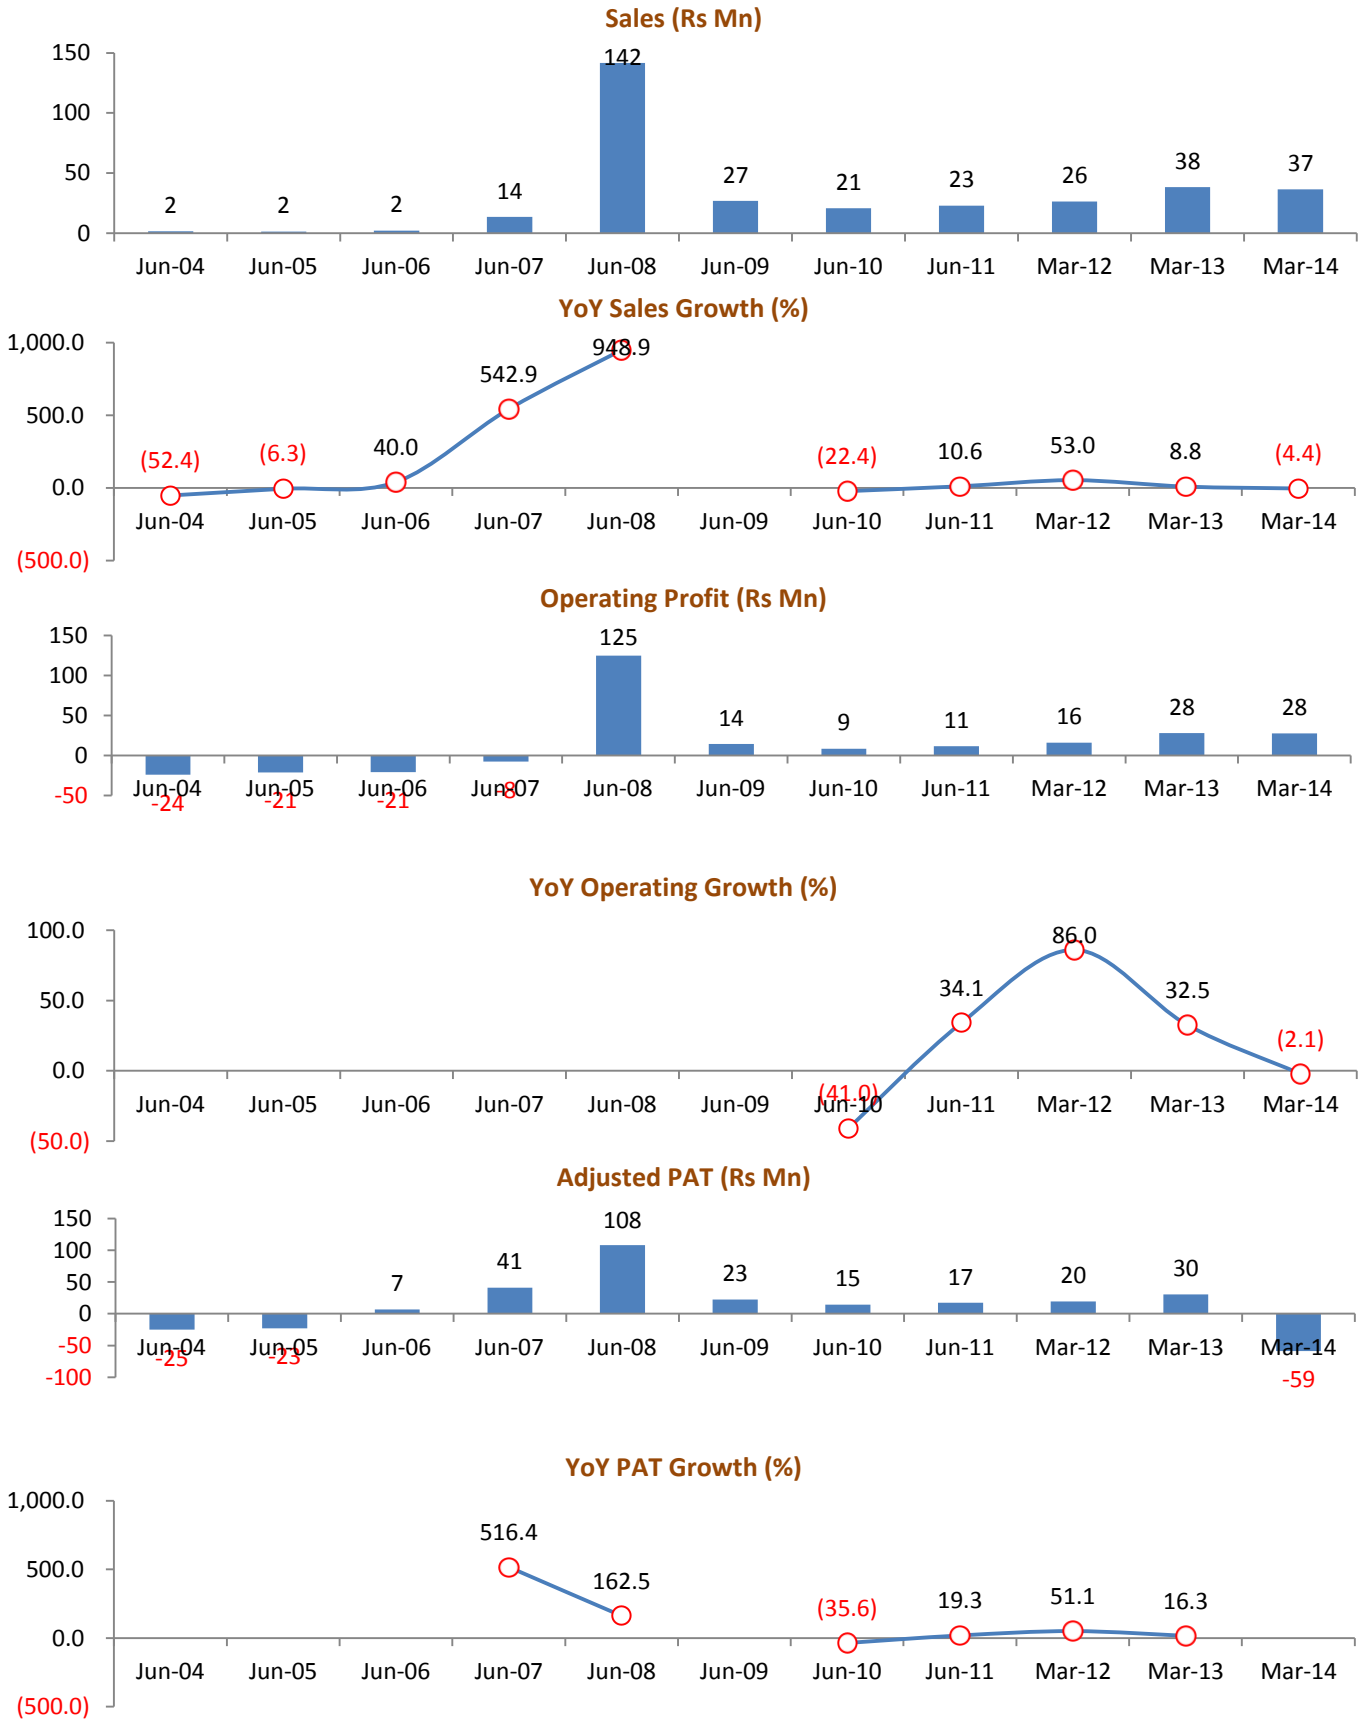 Sales (Rs Mn)
150
100
50
0
2 2 2 14 142 27 21 23 26 38 37
Jun-04 Jun-05 Jun-06 Jun-07 Jun-08 Jun-09 Jun-10 Jun-11 Mar-12 Mar-13 Mar-14
YoY Sales Growth (%)
1,000.0
500.0
0.0
(500.0)
(52.4) (6.3) 40.0 542.9 948.9 (22.4) 10.6 53.0 8.8 (4.4)
Jun-04 Jun-05 Jun-06 Jun-07 Jun-08 Jun-09 Jun-10 Jun-11 Mar-12 Mar-13 Mar-14
Operating Profit (Rs Mn)
150
100
50
0
-50
125 14 9 11 16 28 28
Jun-04 Jun-05 Jun-06 Jun-07 Jun-08 Jun-09 Jun-10 Jun-11 Mar-12 Mar-13 Mar-14
-24 -21 -21 -8
YoY Operating Growth (%)
100.0
50.0
0.0
(50.0)
(41.0) 34.1 86.0 32.5 (2.1)
Jun-04 Jun-05 Jun-06 Jun-07 Jun-08 Jun-09 Jun-10 Jun-11 Mar-12 Mar-13 Mar-14
Adjusted PAT (Rs Mn)
150
100
50
0
-50
-100
7 41 108 23 15 17 20 30
Jun-04 Jun-05 Jun-06 Jun-07 Jun-08 Jun-09 Jun-10 Jun-11 Mar-12 Mar-13 Mar-14
-25 -23 -59
YoY PAT Growth (%)
1,000.0
500.0
0.0
(500.0)
516.4 162.5 (35.6) 19.3 51.1 16.3
Jun-04 Jun-05 Jun-06 Jun-07 Jun-08 Jun-09 Jun-10 Jun-11 Mar-12 Mar-13 Mar-14